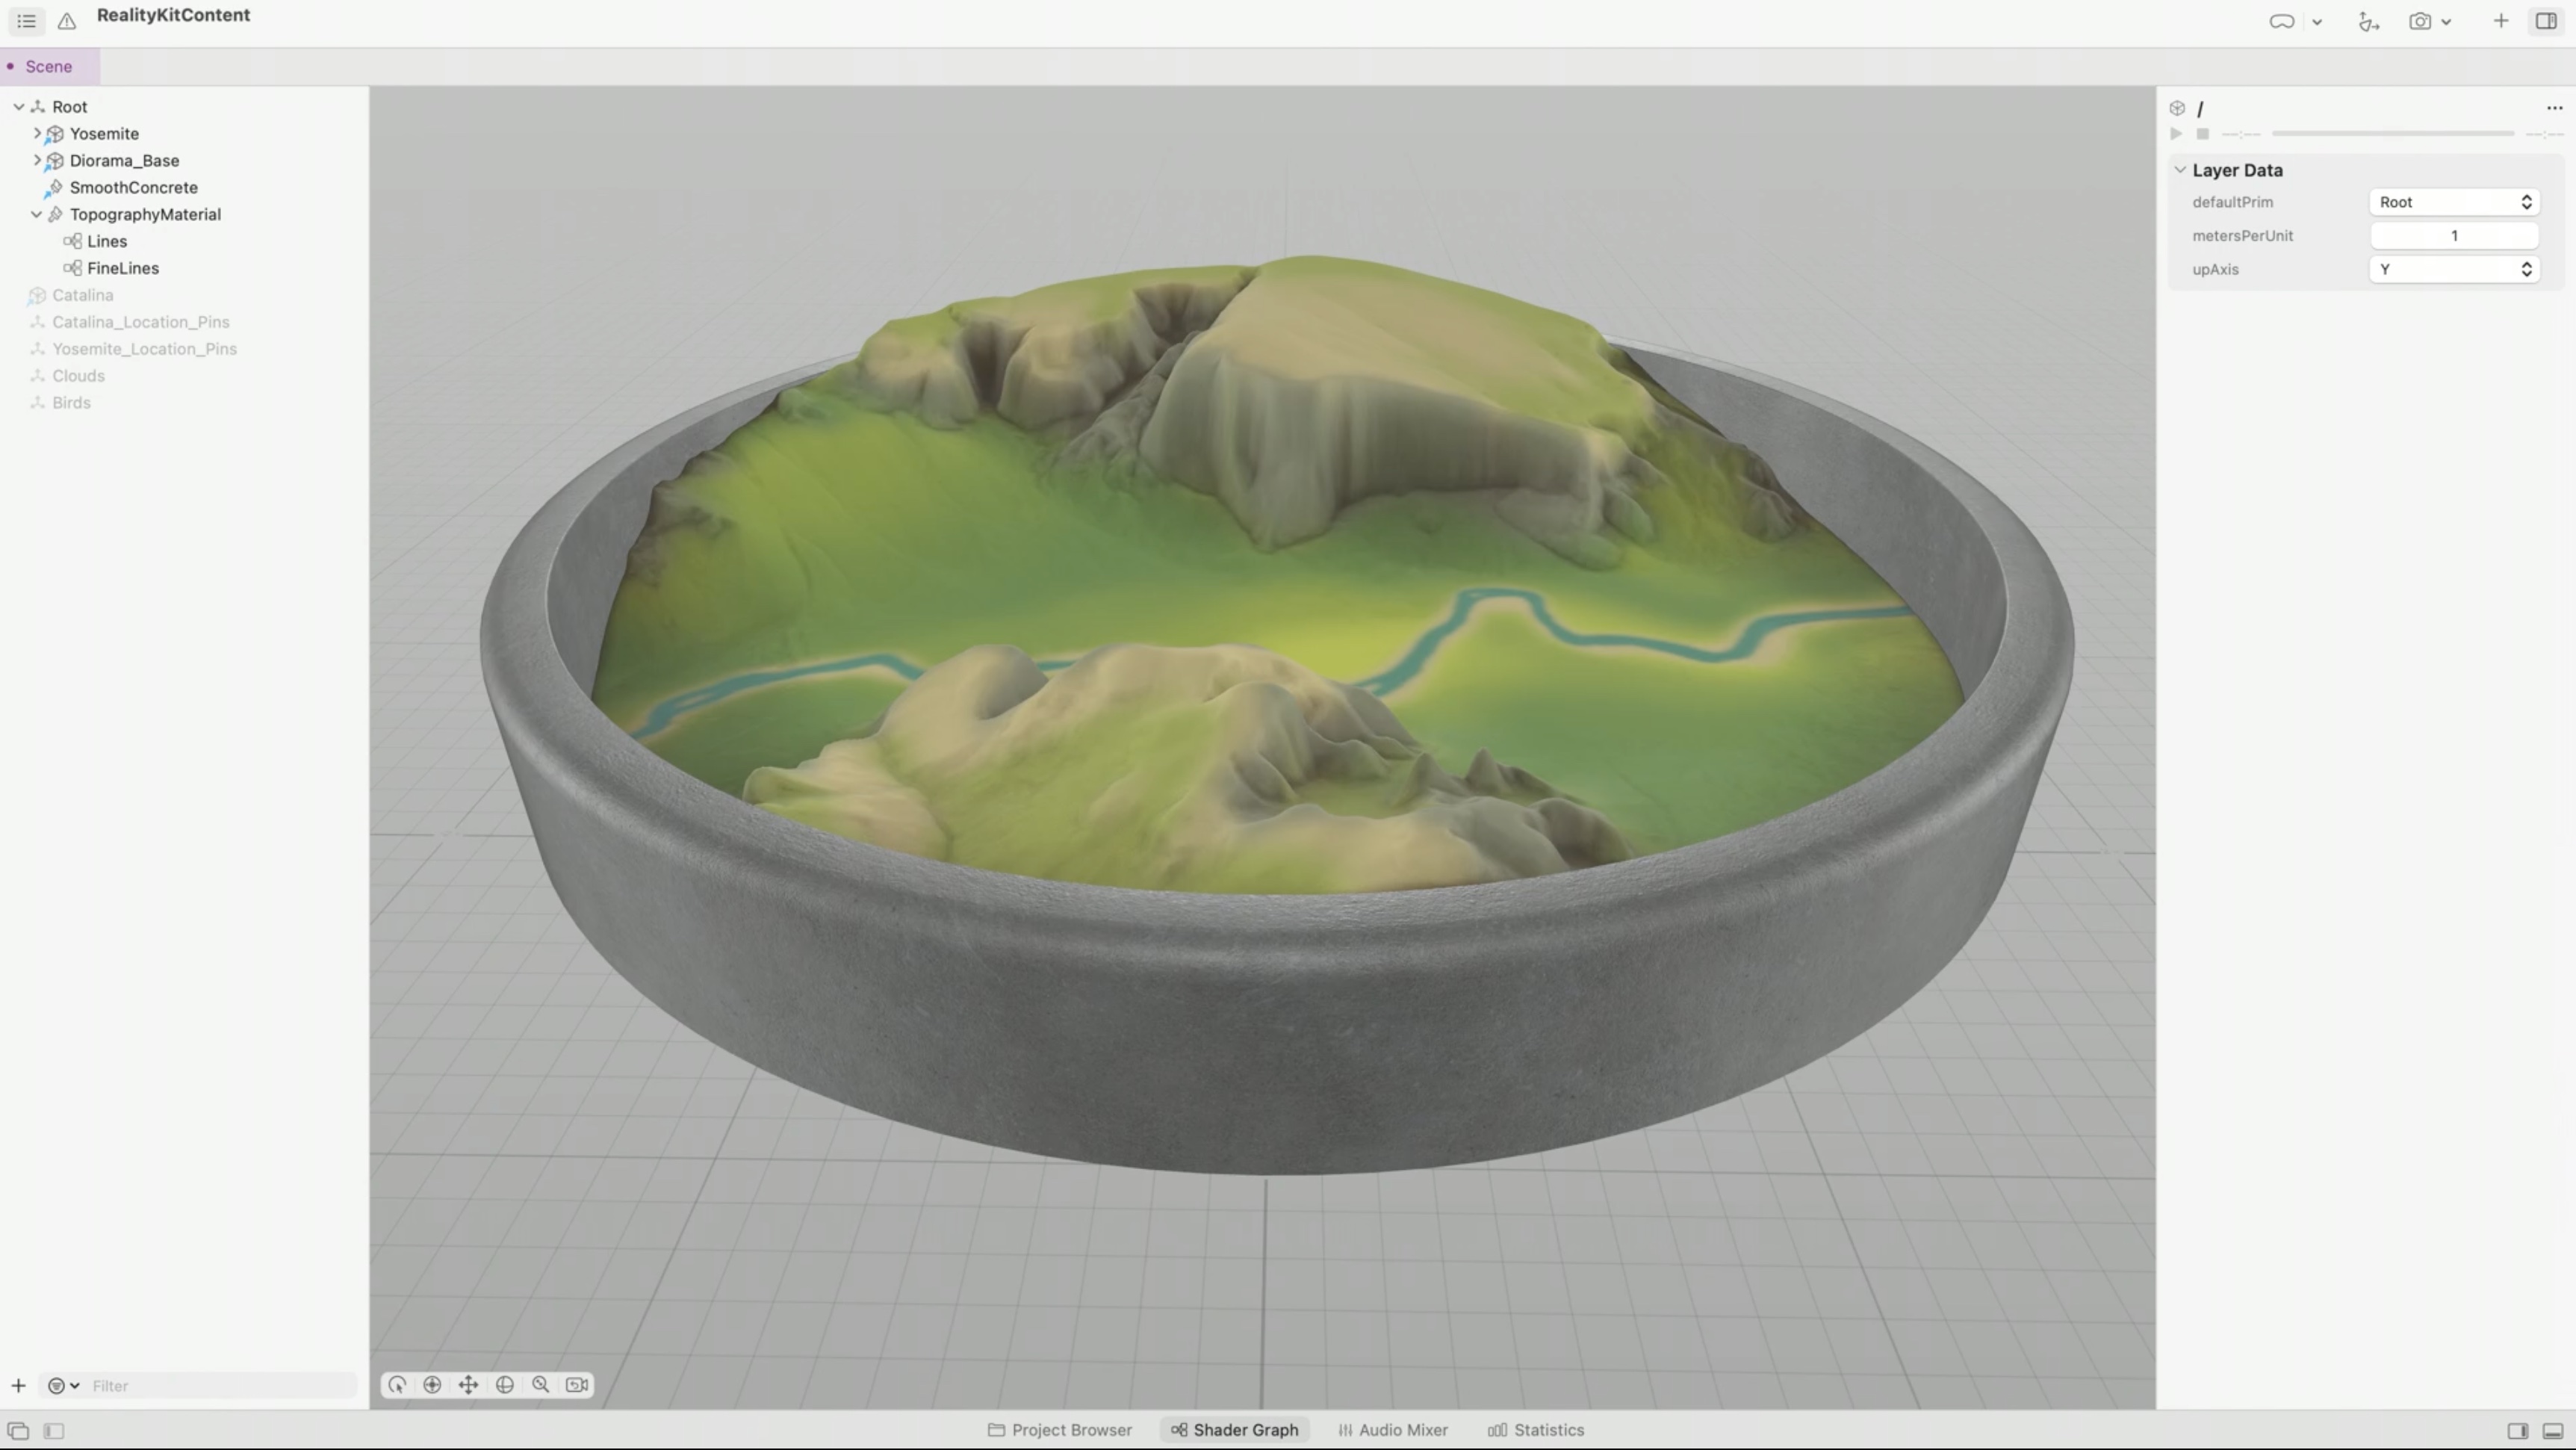 RealityKitContent
Scene
Root
Yosemite
Diorama_Base
SmoothConcrete
TopographyMaterial
Lines
FineLines
Catalina
Catalina_Location_Pins
Yosemite_Location_Pins
Clouds
Birds
Filter
/
--:--
--:--
Layer Data
defaultPrim Root
metersPerUnit 1
upAxis Y
Project Browser Shader Graph Audio Mixer Statistics